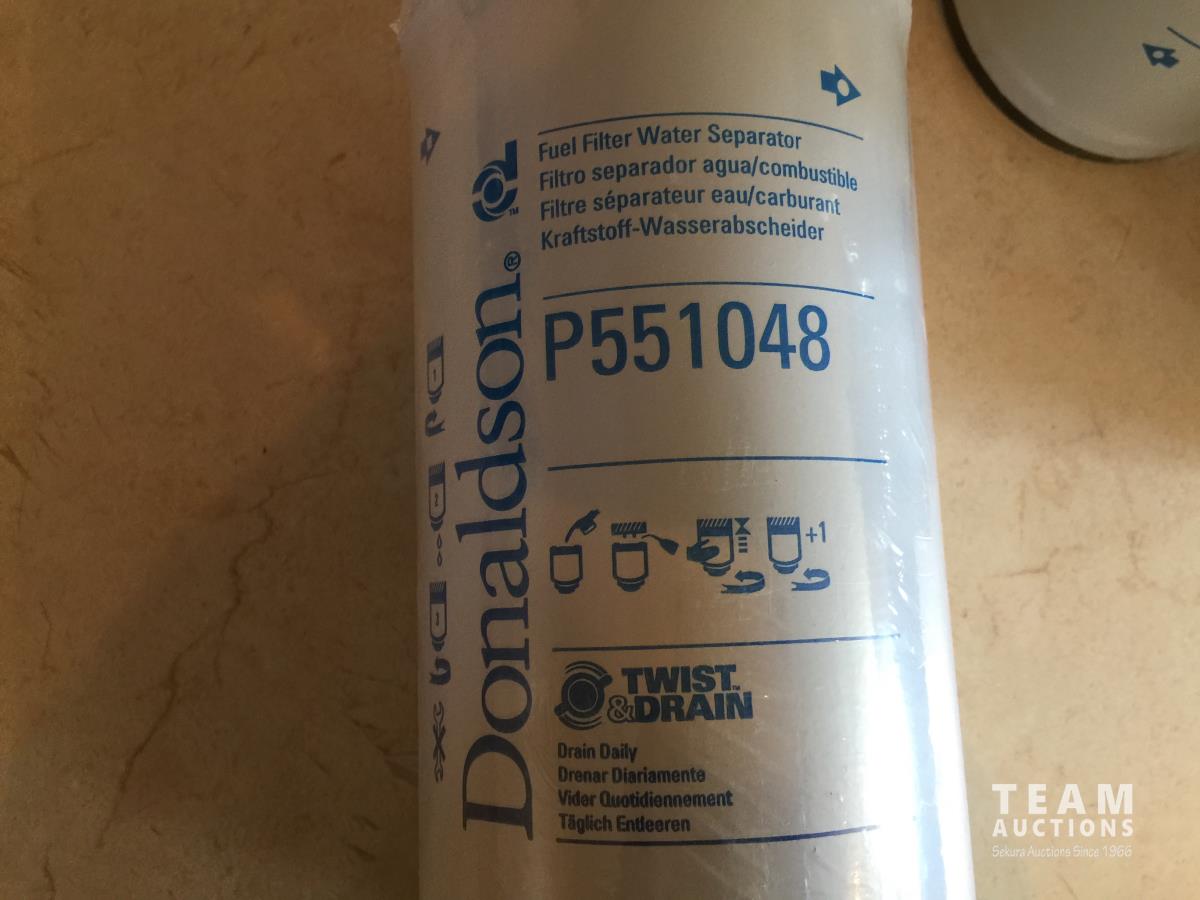 Fuel Filter Water Separator
Filtro separador agua/combustible
Filtre séparateur eau/carburant
Kraftstoff-Wasserabscheider
Donaldson®
P551048
+1
TWIST™
&DRAIN
Drain Daily
Drenar Diariamente
Vider Quotidiennement
Täglich Entleeren
TEAM
AUCTIONS
Sekura Auctions Since 1966